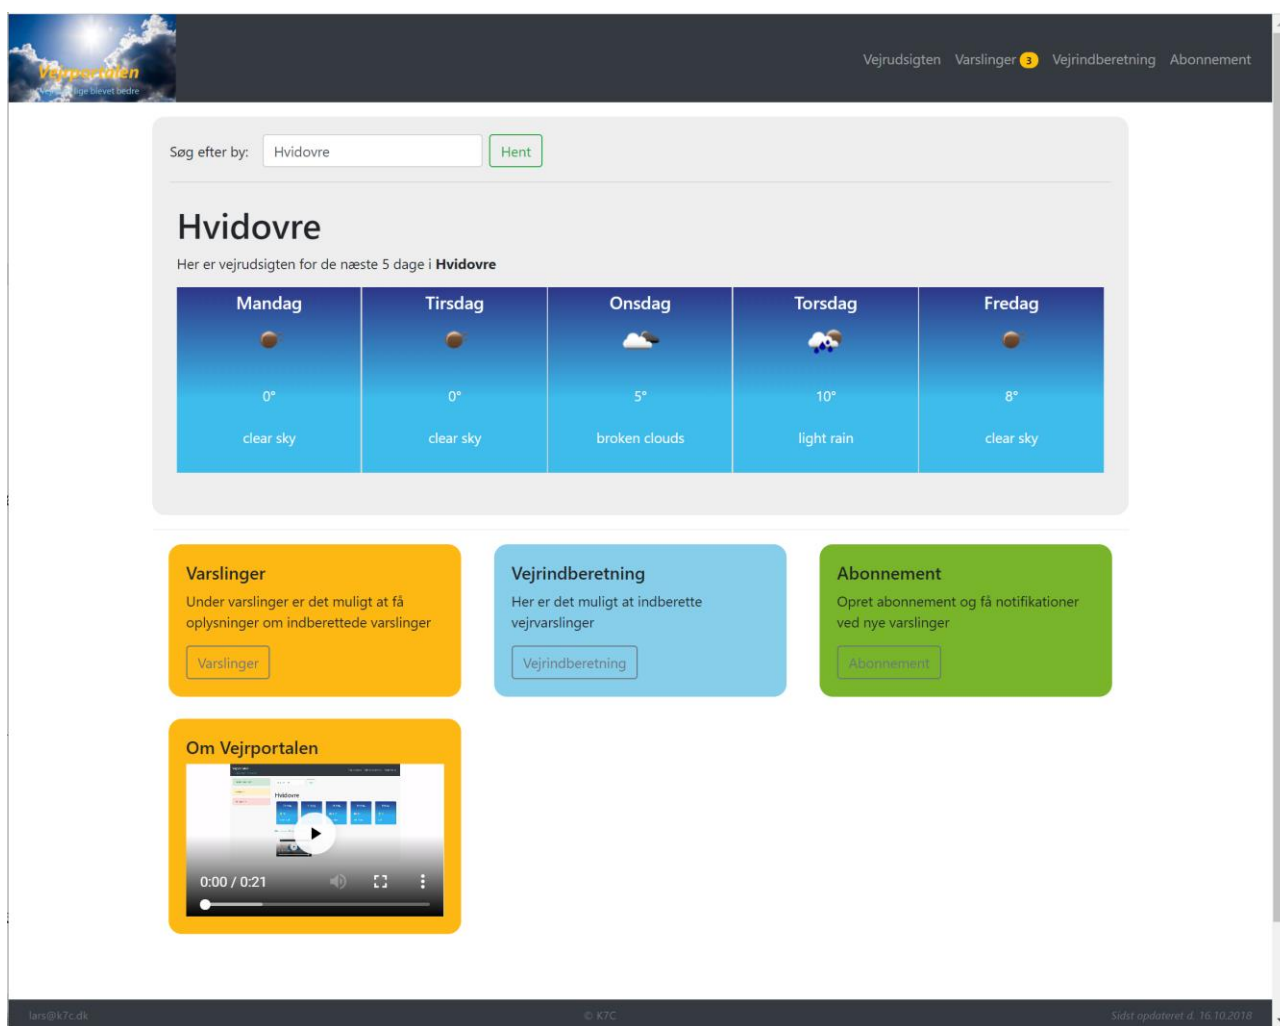 Vejrportalen
blevet bedre
Vejrudsigten Varslinger 3 Vejrindberetning Abonnement
Søg efter by: Hvidovre Hent
Hvidovre
Her er vejrudsigten for de næste 5 dage i Hvidovre
Mandag Tirsdag Onsdag Torsdag Fredag
0° 0° 5° 10° 8°
clear sky clear sky broken clouds light rain clear sky
Varslinger
Under varslinger er det muligt at få
oplysninger om indberettede varslinger
Varslinger
Vejrindberetning
Her er det muligt at indberette
vejrvarslinger
Vejrindberetning
Abonnement
Opret abonnement og få notifikationer
ved nye varslinger
Abonnement
Om Vejrportalen
Hvidovre
0:00 / 0:21
lars@k7c.dk © K7C Sidst opdateret d. 16.10.2018